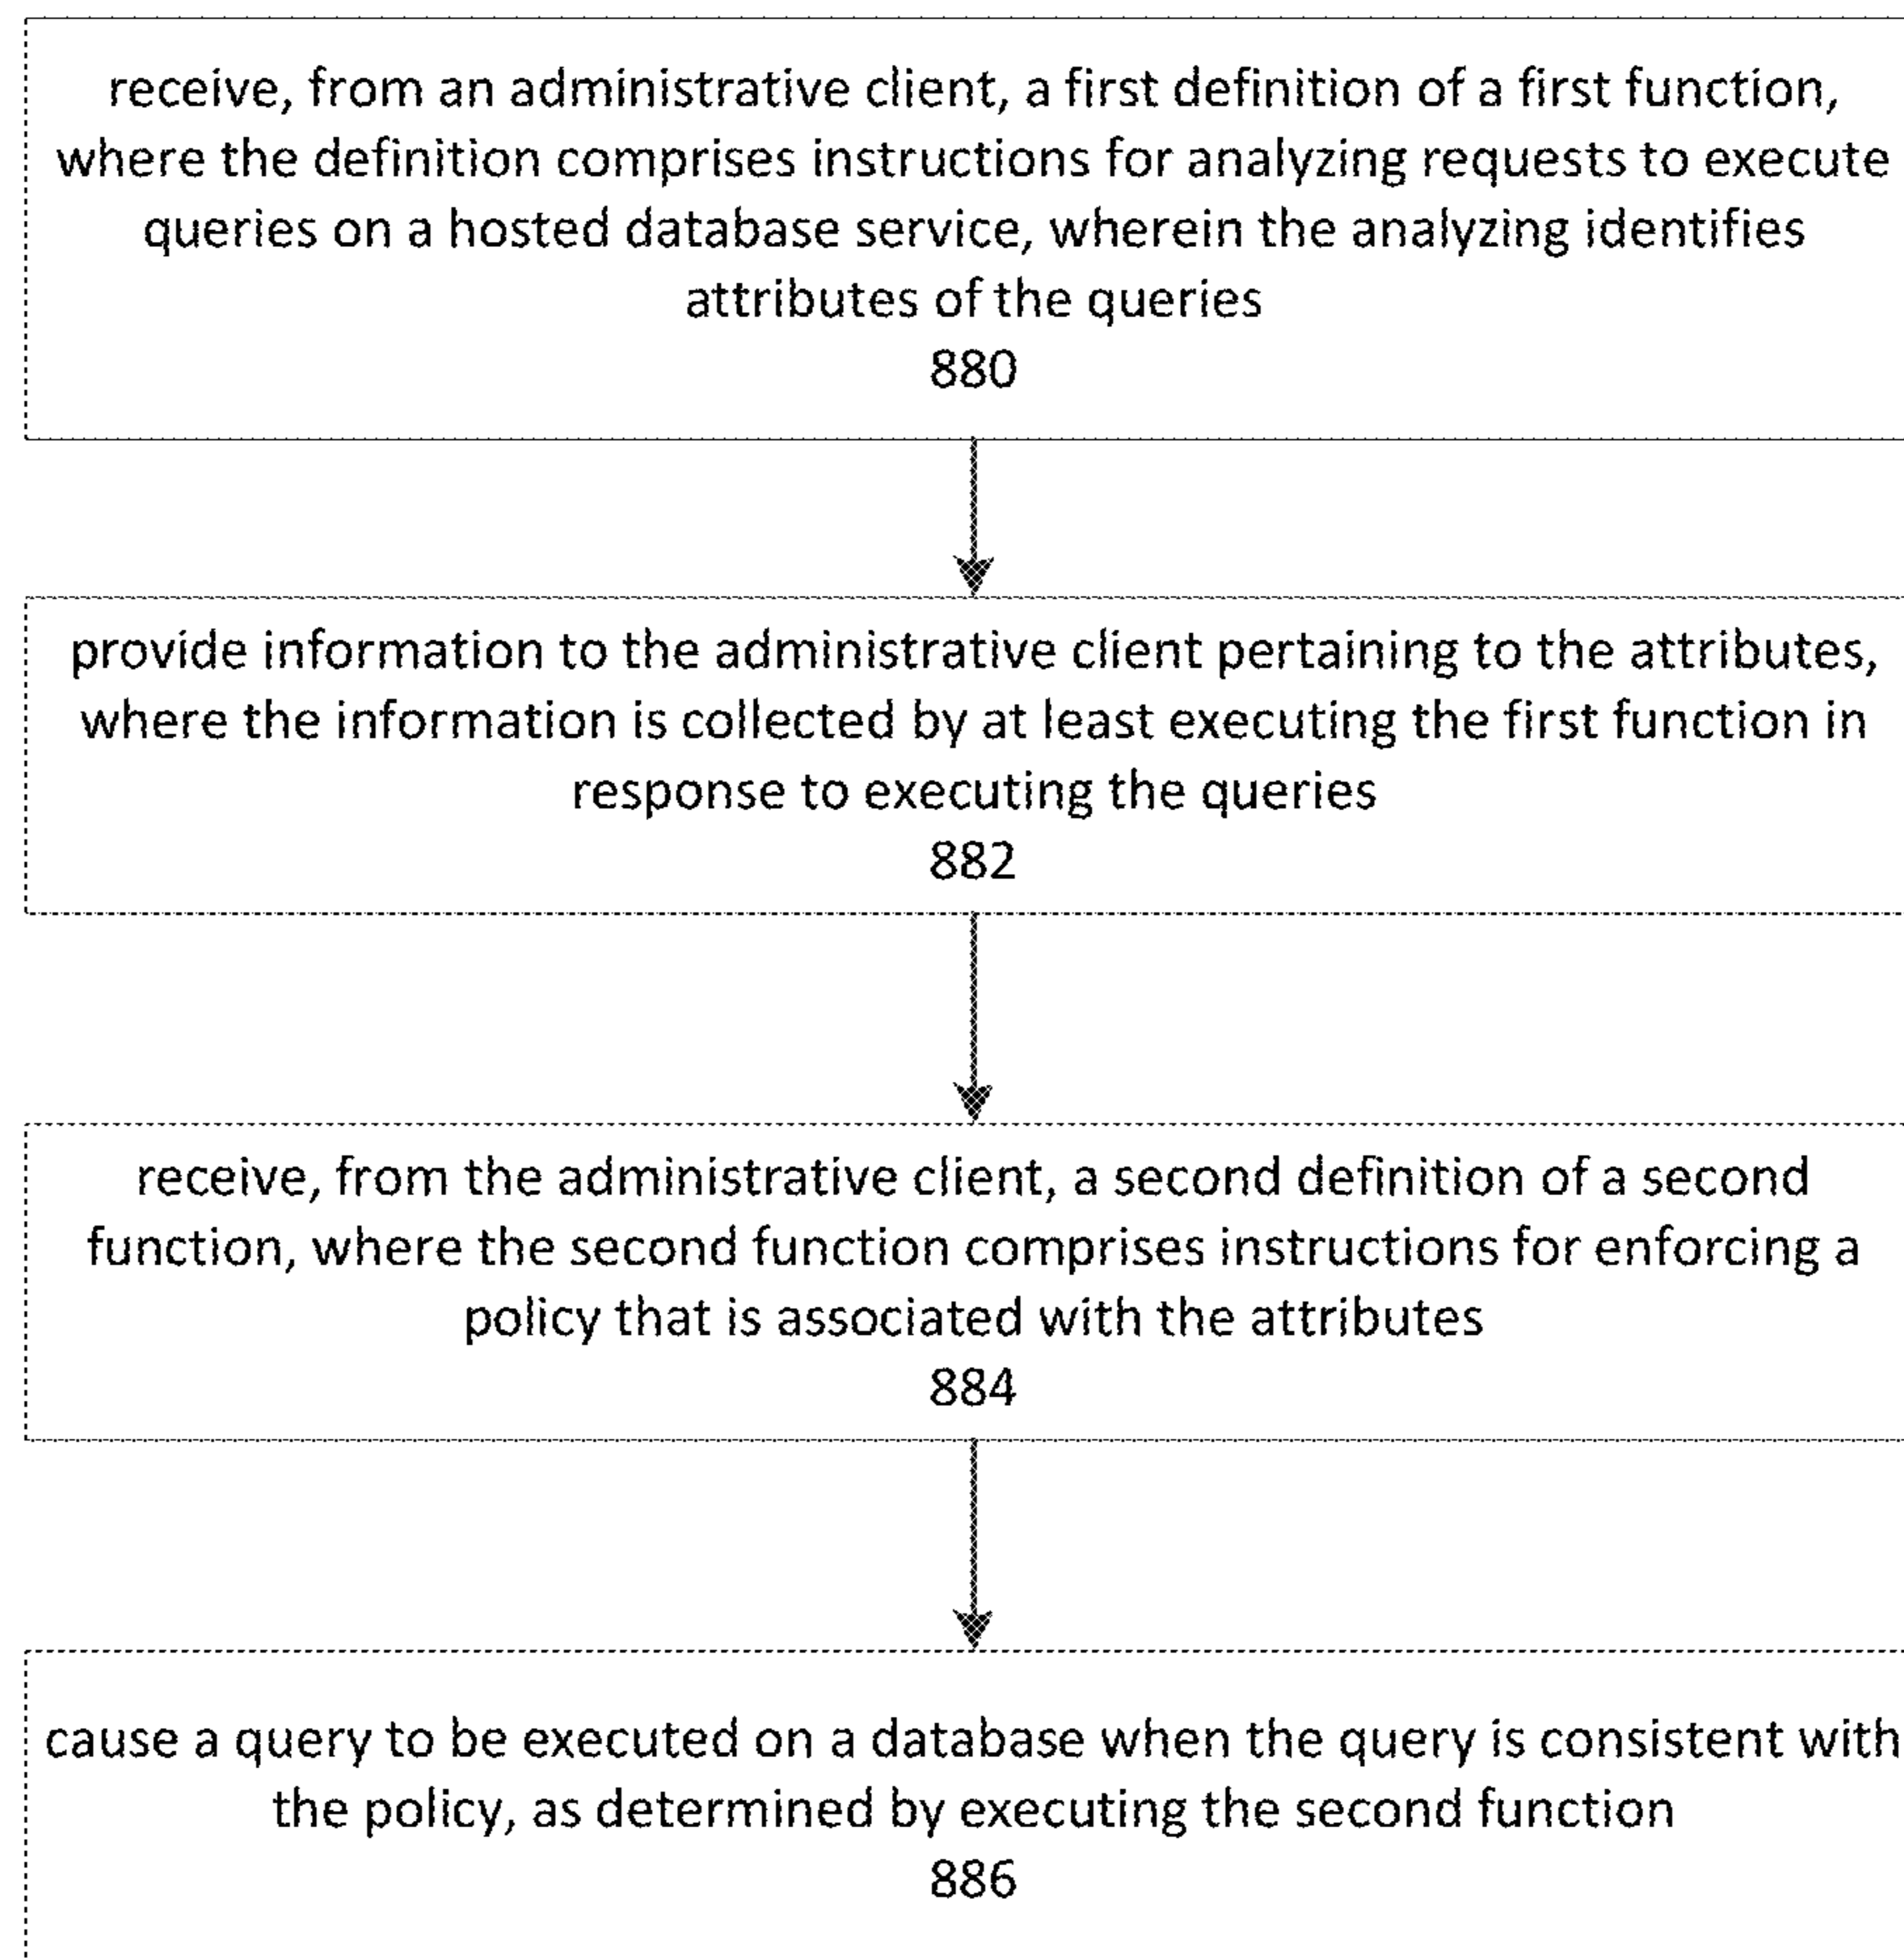 receive, from an administrative client, a first definition of a first function,
where the definition comprises instructions for analyzing requests to execute
queries on a hosted database service, wherein the analyzing identifies
attributes of the queries
880
provide information to the administrative client pertaining to the attributes,
where the information is collected by at least executing the first function in
response to executing the queries
882
receive, from the administrative client, a second definition of a second
function, where the second function comprises instructions for enforcing a
policy that is associated with the attributes
884
cause a query to be executed on a database when the query is consistent with
the policy, as determined by executing the second function
886